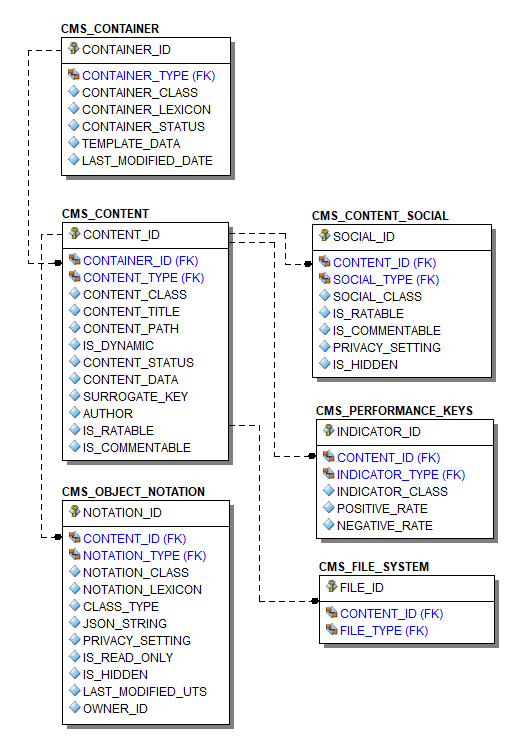 CMS_CONTAINER
CONTAINER_ID
CONTAINER_TYPE (FK)
CONTAINER_CLASS
CONTAINER_LEXICON
CONTAINER_STATUS
TEMPLATE_DATA
LAST_MODIFIED_DATE
CMS_CONTENT
CONTENT_ID
CONTAINER_ID (FK)
CONTENT_TYPE (FK)
CONTENT_CLASS
CONTENT_TITLE
CONTENT_PATH
IS_DYNAMIC
CONTENT_STATUS
CONTENT_DATA
SURROGATE_KEY
AUTHOR
IS_RATABLE
IS_COMMENTABLE
CMS_OBJECT_NOTATION
NOTATION_ID
CONTENT_ID (FK)
NOTATION_TYPE (FK)
NOTATION_CLASS
NOTATION_LEXICON
CLASS_TYPE
JSON_STRING
PRIVACY_SETTING
IS_READ_ONLY
IS_HIDDEN
LAST_MODIFIED_UTS
OWNER_ID
CMS_CONTENT_SOCIAL
SOCIAL_ID
CONTENT_ID (FK)
SOCIAL_TYPE (FK)
SOCIAL_CLASS
IS_RATABLE
IS_COMMENTABLE
PRIVACY_SETTING
IS_HIDDEN
CMS_PERFORMANCE_KEYS
INDICATOR_ID
CONTENT_ID (FK)
INDICATOR_TYPE (FK)
INDICATOR_CLASS
POSITIVE_RATE
NEGATIVE_RATE
CMS_FILE_SYSTEM
FILE_ID
CONTENT_ID (FK)
FILE_TYPE (FK)